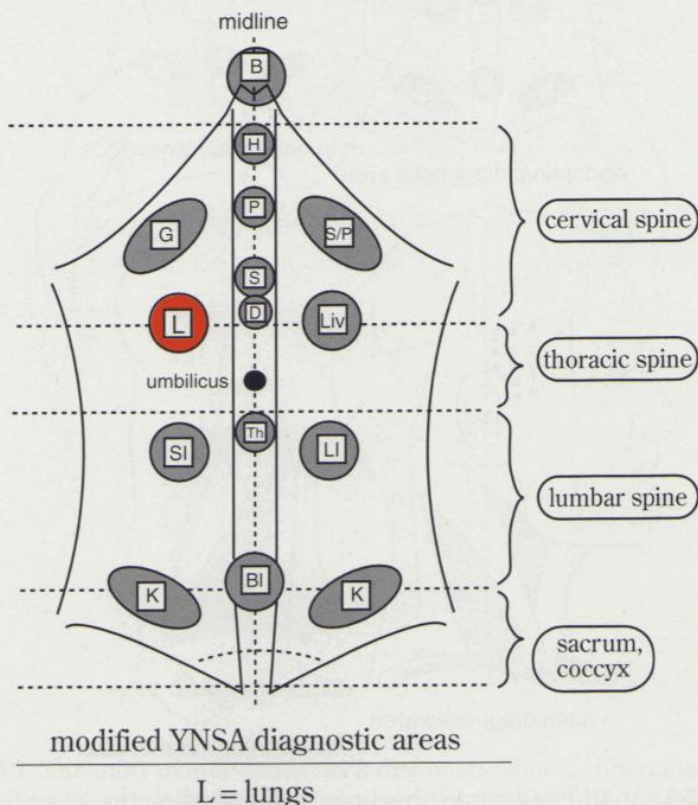 midline
B
H
P
cervical spine
G
S/P
S
D
L
Liv
thoracic spine
umbilicus
Th
SI
LI
lumbar spine
Bl
K
K
sacrum,
coccyx
modified YNSA diagnostic areas
L = lungs